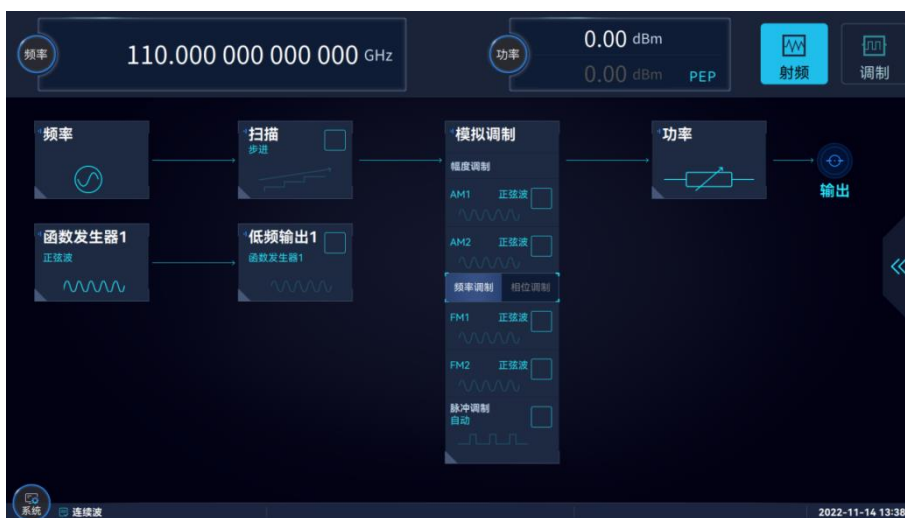 频率
110.000 000 000 000 GHz
功率
0.00 dBm
0.00 dBm PEP
射频
调制
频率
扫描
步进
模拟调制
幅度调制
AM1 正弦波
AM2 正弦波
频率调制 相位调制
FM1 正弦波
FM2 正弦波
脉冲调制
自动
功率
输出
函数发生器1
正弦波
低频输出1
函数发生器1
系统
连续波
2022-11-14 13:38